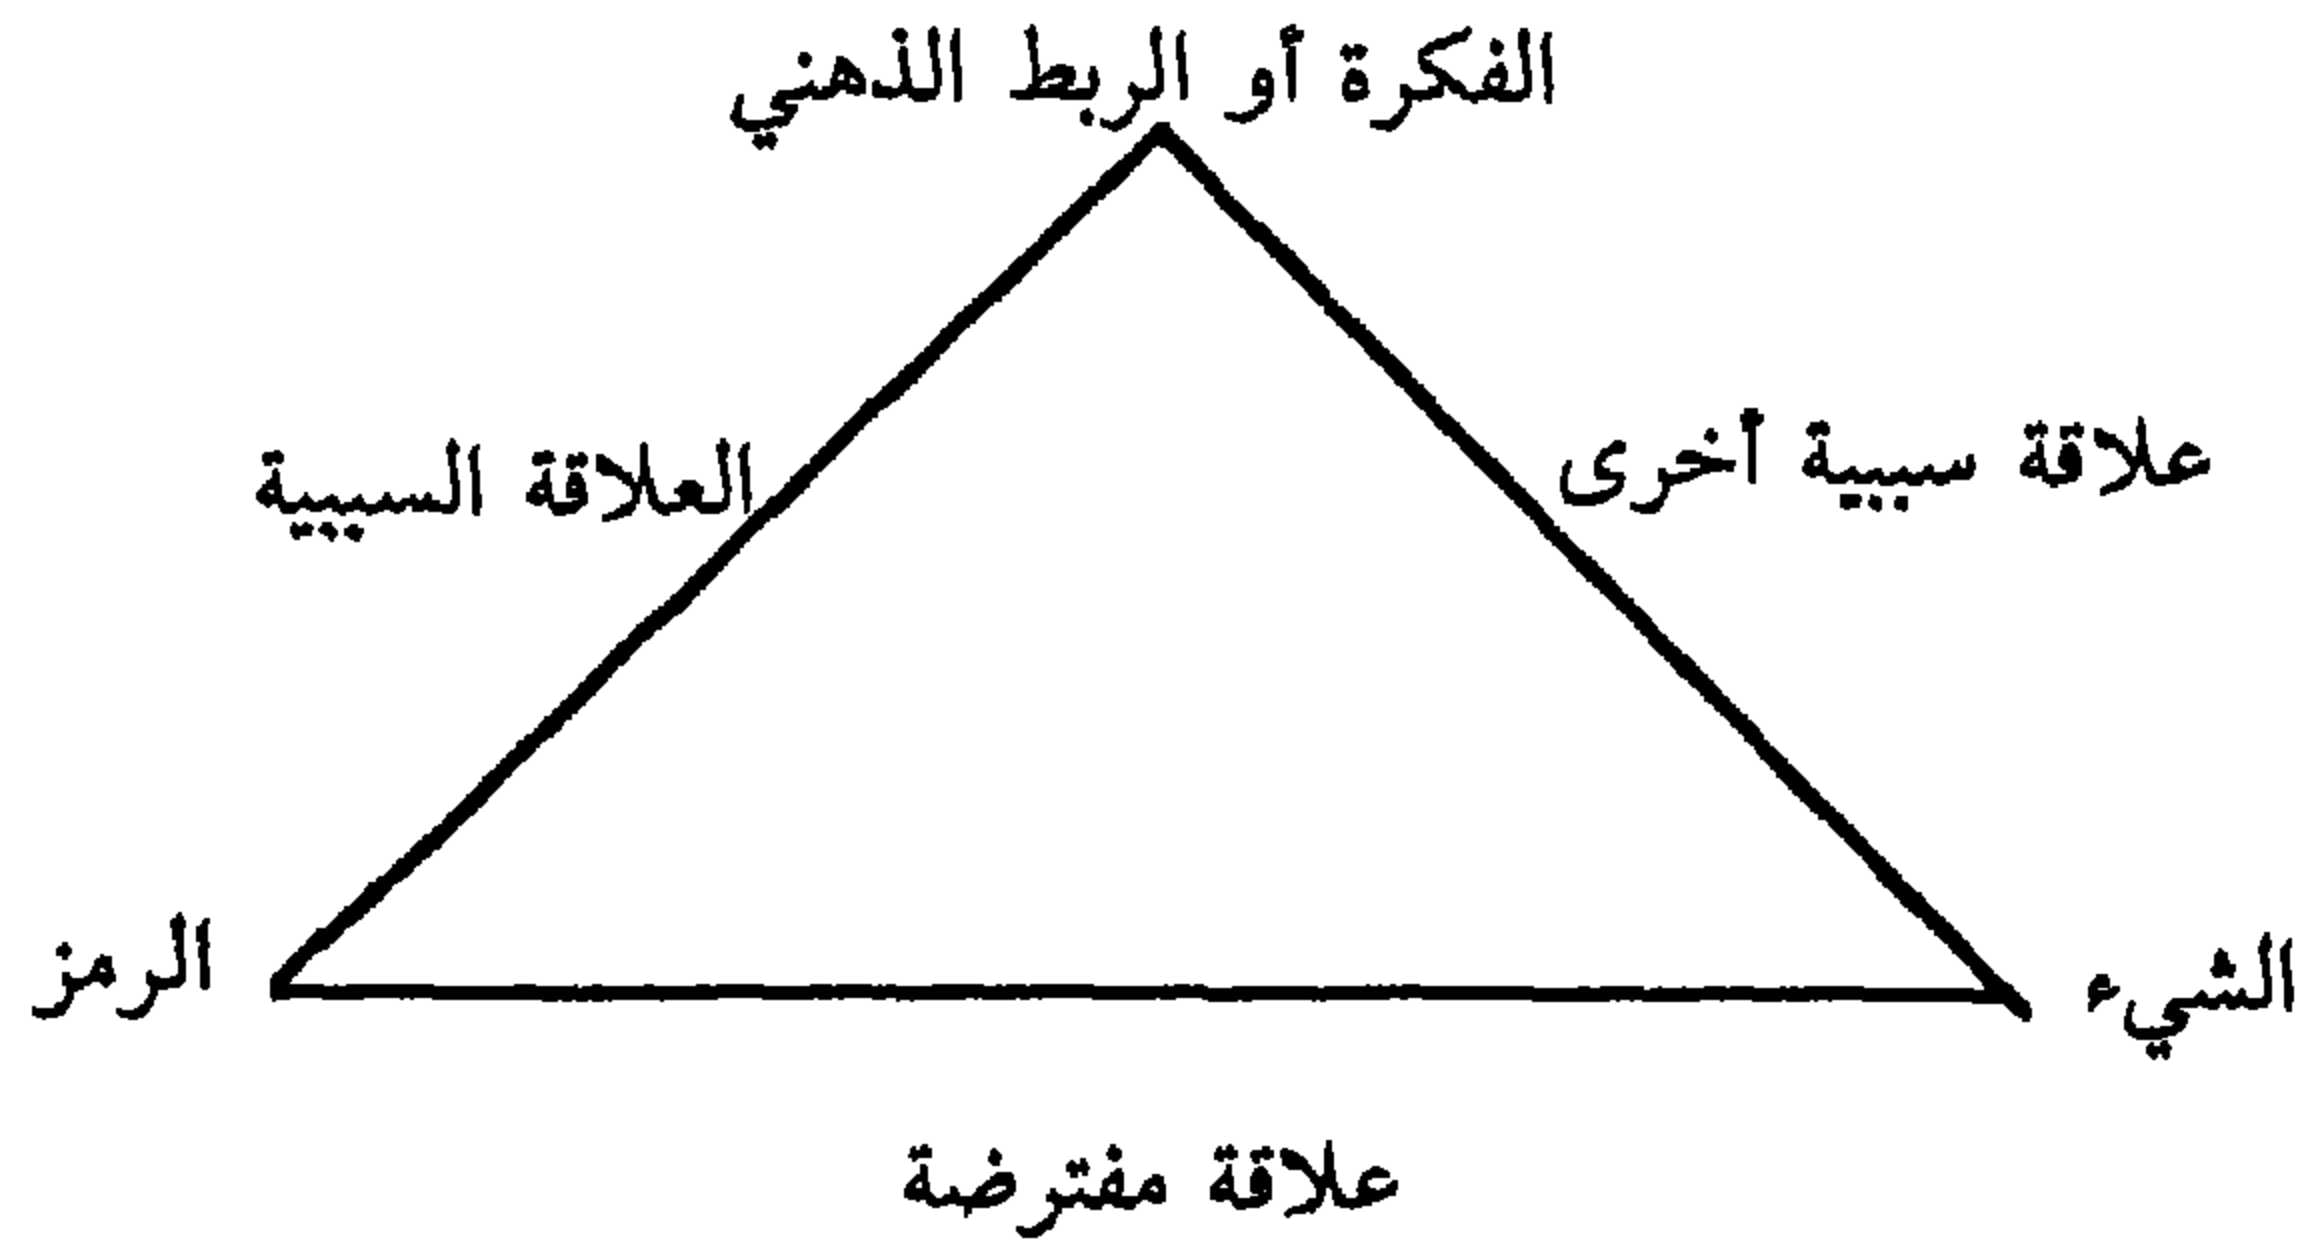 الفكرة أو الربط الذهني
علاقة سببية أخرى
العلاقة السببية
الشيء
الرمز
علاقة مفترضة